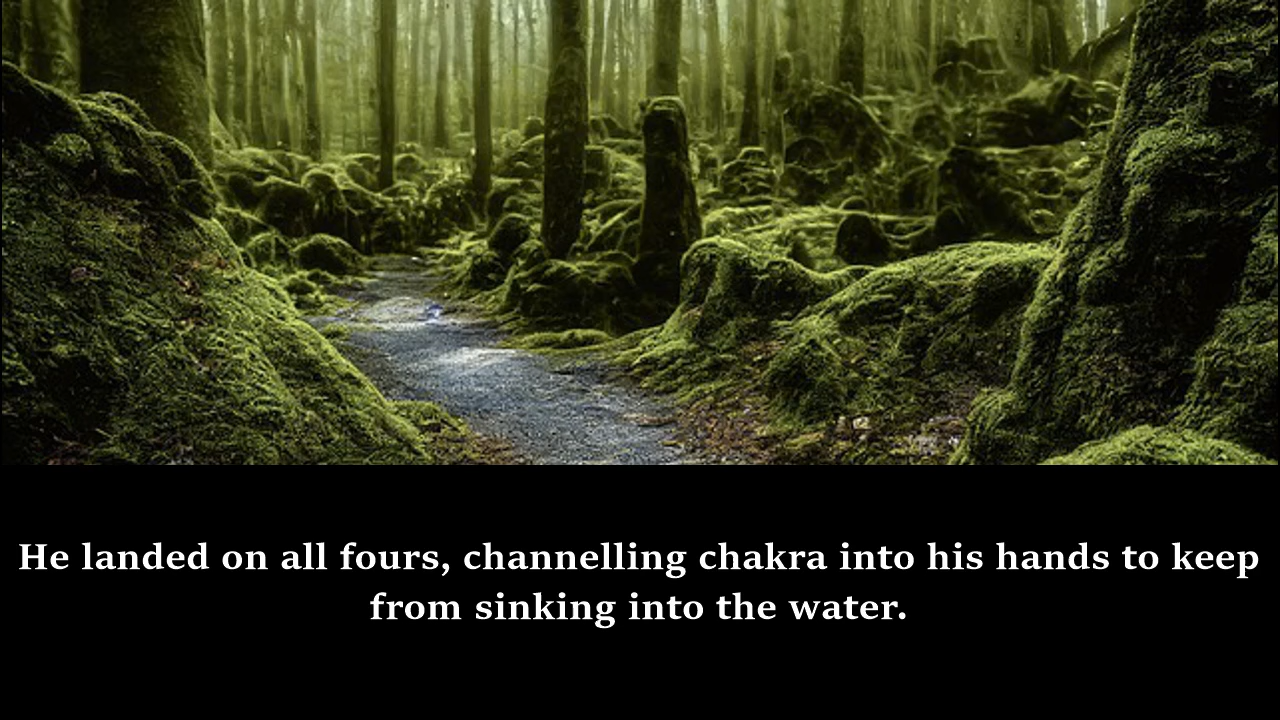 He landed on all fours, channelling chakra into his hands to keep
from sinking into the water.